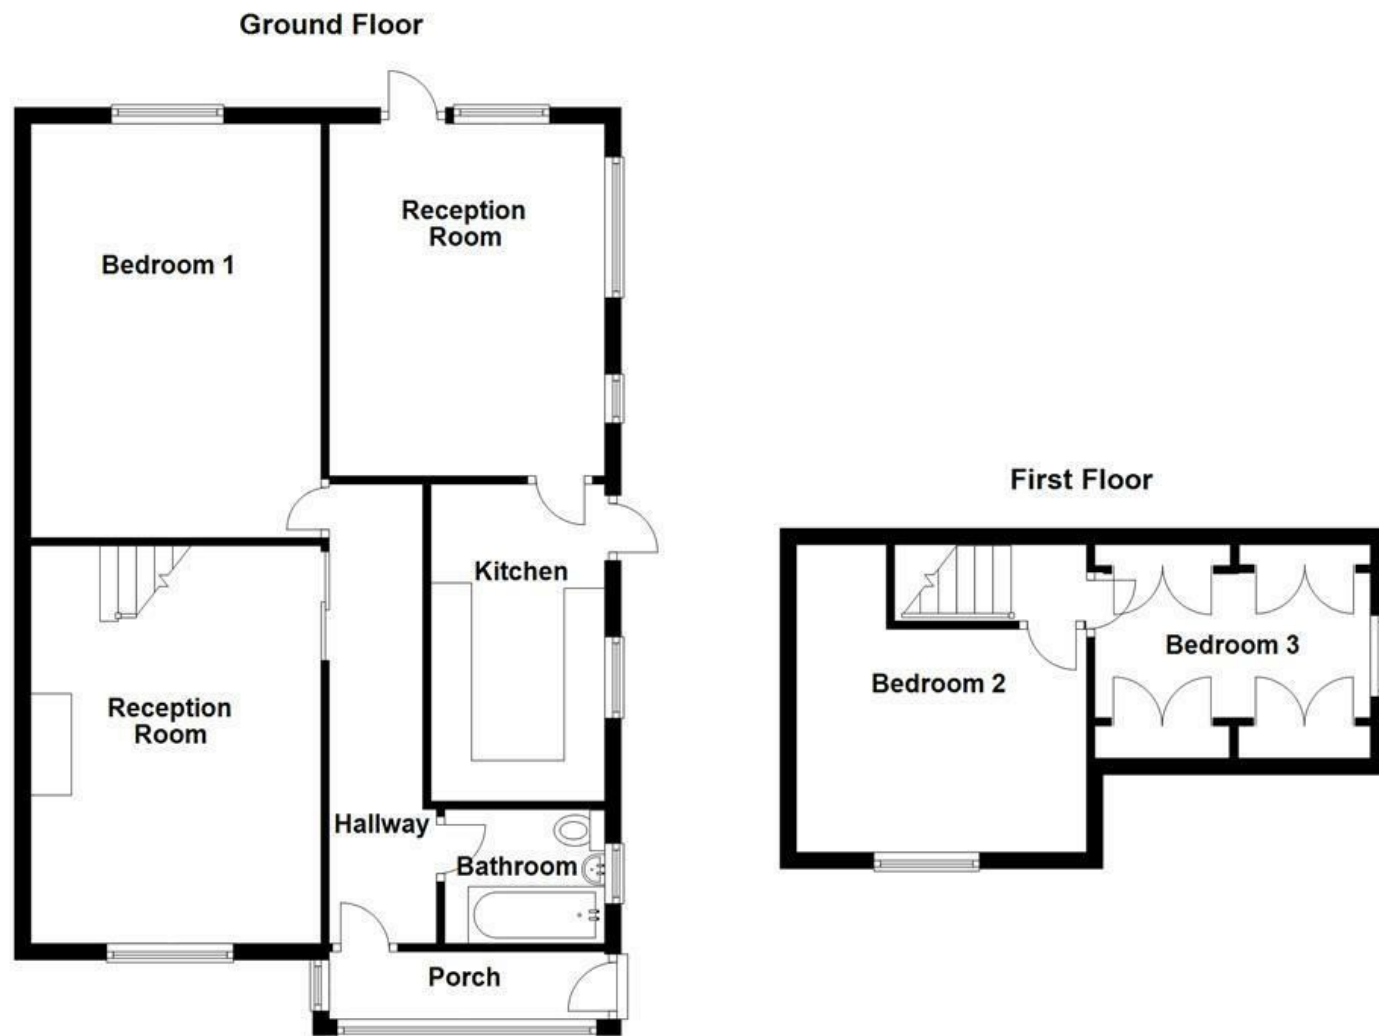 Ground Floor
Bedroom 1
Reception
Room
Kitchen
Reception
Room
Hallway
Bathroom
Porch
First Floor
Bedroom 2
Bedroom 3